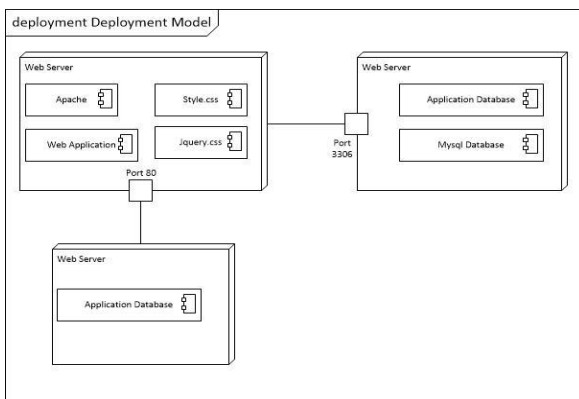 deployment Deployment Model
Web Server
Apache
Style.css
Web Application
Jquery.css
Port 80
Web Server
Application Database
Mysql Database
Port
3306
Web Server
Application Database